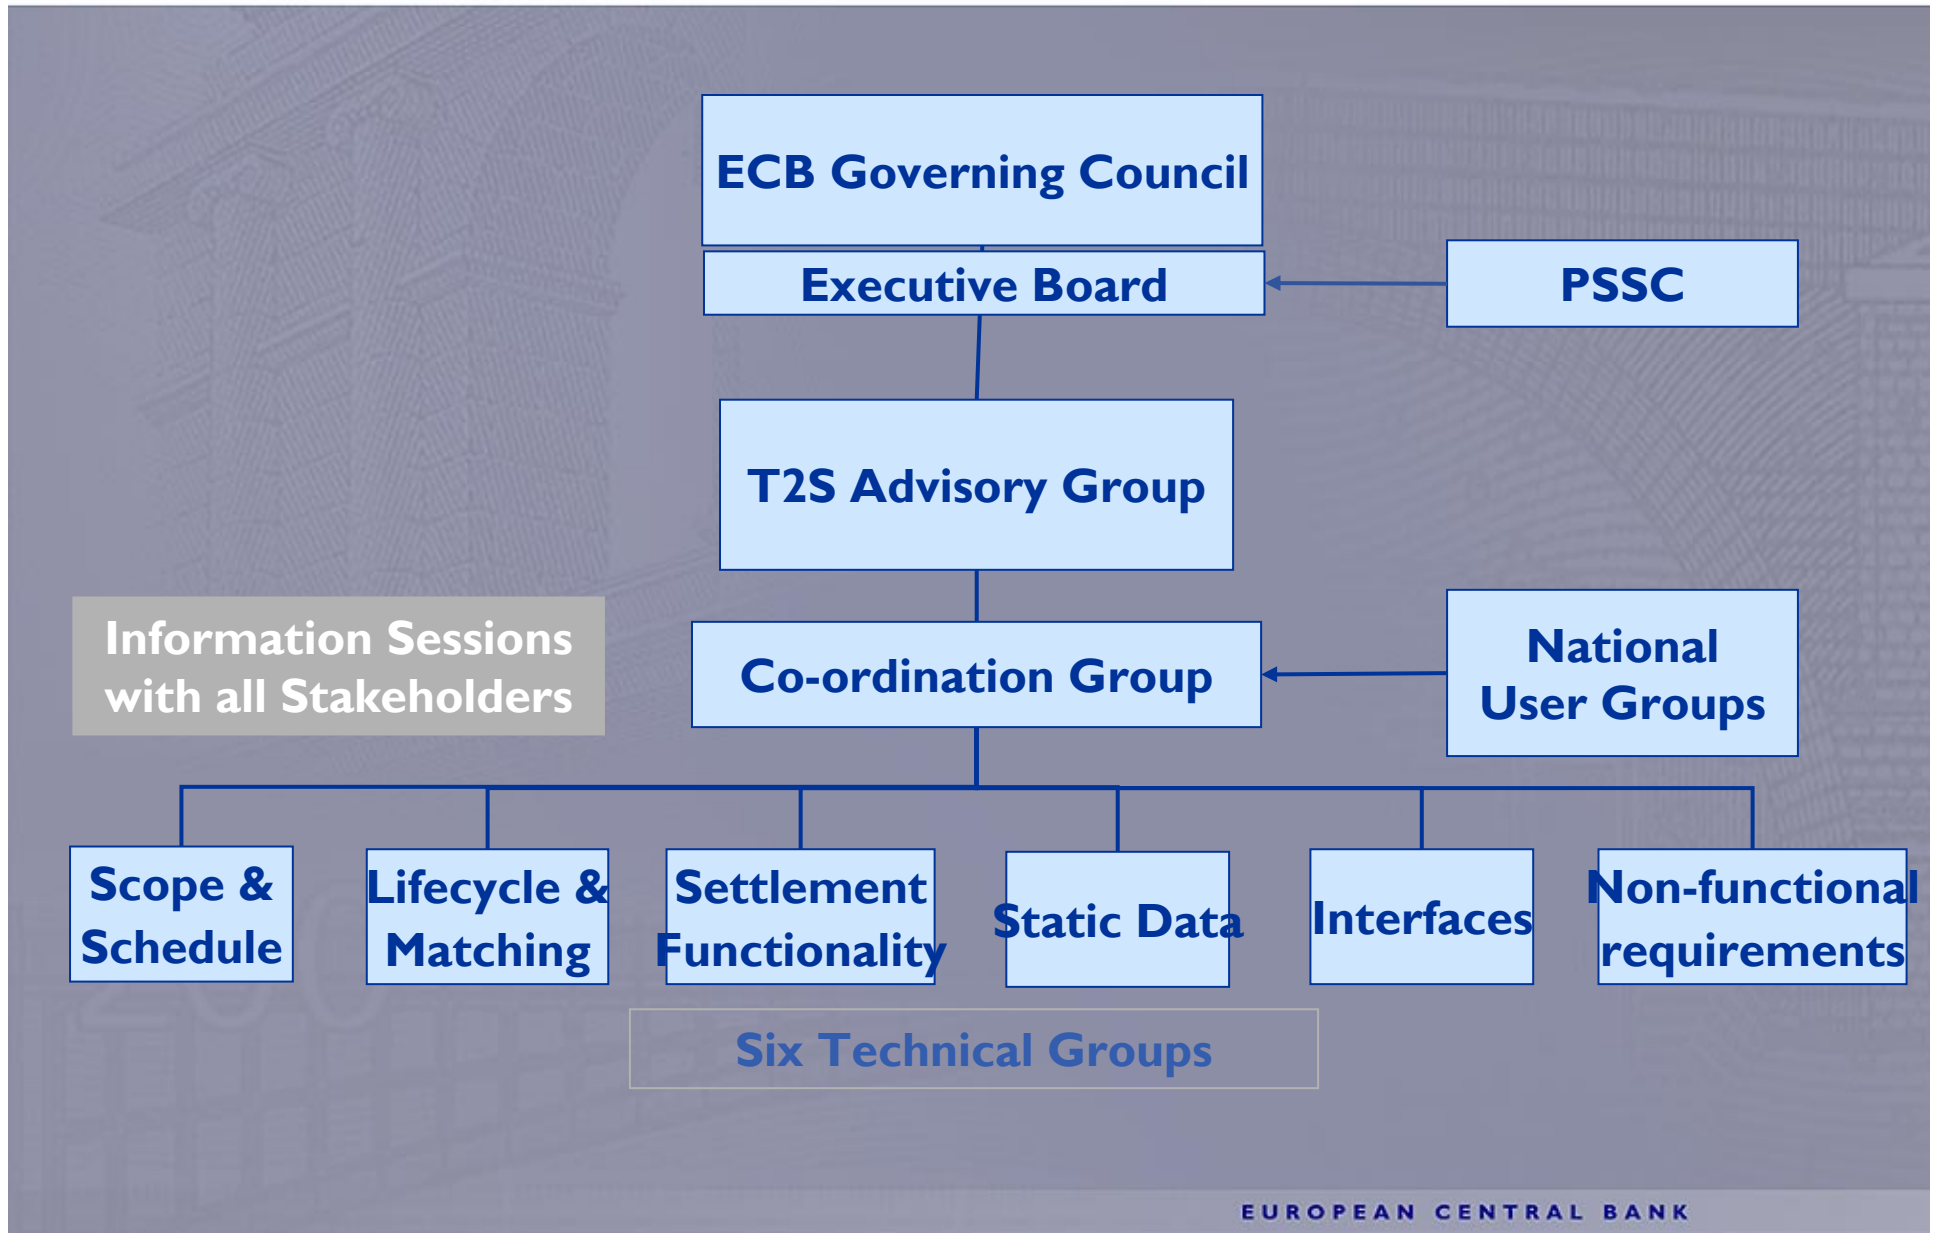 ECB Governing Council
Executive Board
PSSC
T2S Advisory Group
Information Sessions
with all Stakeholders
Co-ordination Group
National
User Groups
Scope &
Schedule
Lifecycle &
Matching
Settlement
Functionality
Static Data
Interfaces
Non-functional
requirements
Six Technical Groups
EUROPEAN CENTRAL BANK